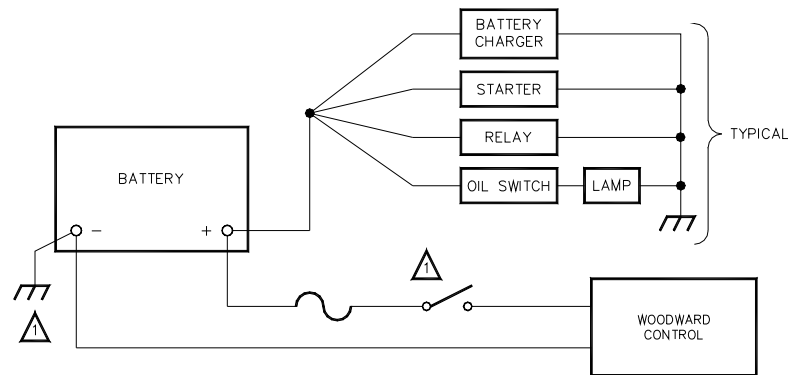 BATTERY
CHARGER
STARTER
RELAY
OIL SWITCH
LAMP
TYPICAL
BATTERY
-
+
1
1
WOODWARD
CONTROL